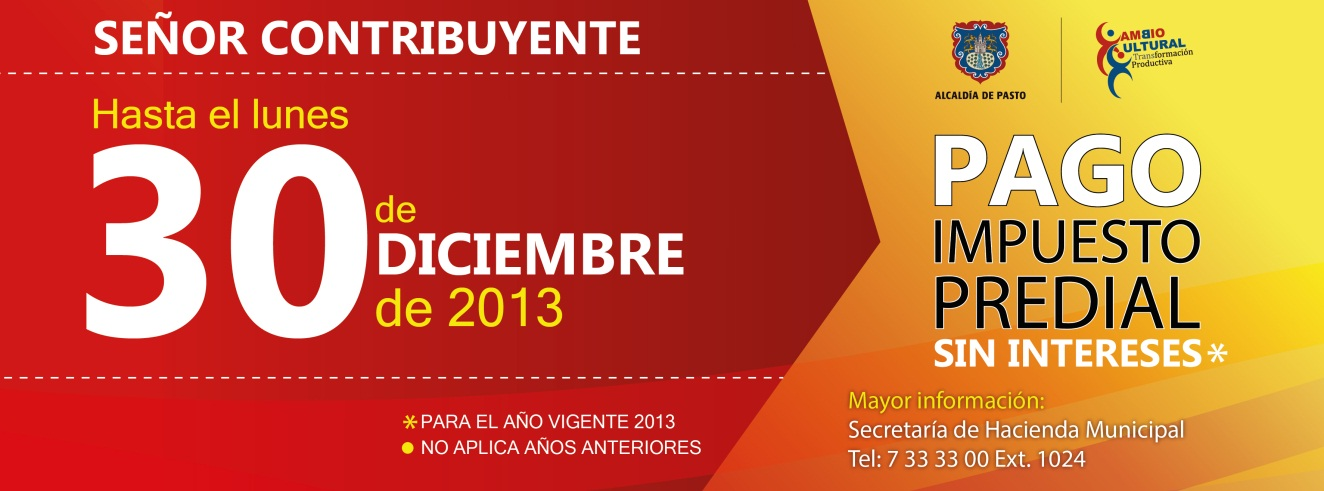 SEÑOR CONTRIBUYENTE
Hasta el lunes
30
de
DICIEMBRE
de 2013
*PARA EL AÑO VIGENTE 2013
● NO APLICA AÑOS ANTERIORES
ALCALDÍA DE PASTO
CAMBIO
CULTURAL
Transformación
Productiva
PAGO
IMPUESTO
PREDIAL
SIN INTERESES*
Mayor información:
Secretaría de Hacienda Municipal
Tel: 7 33 33 00 Ext. 1024